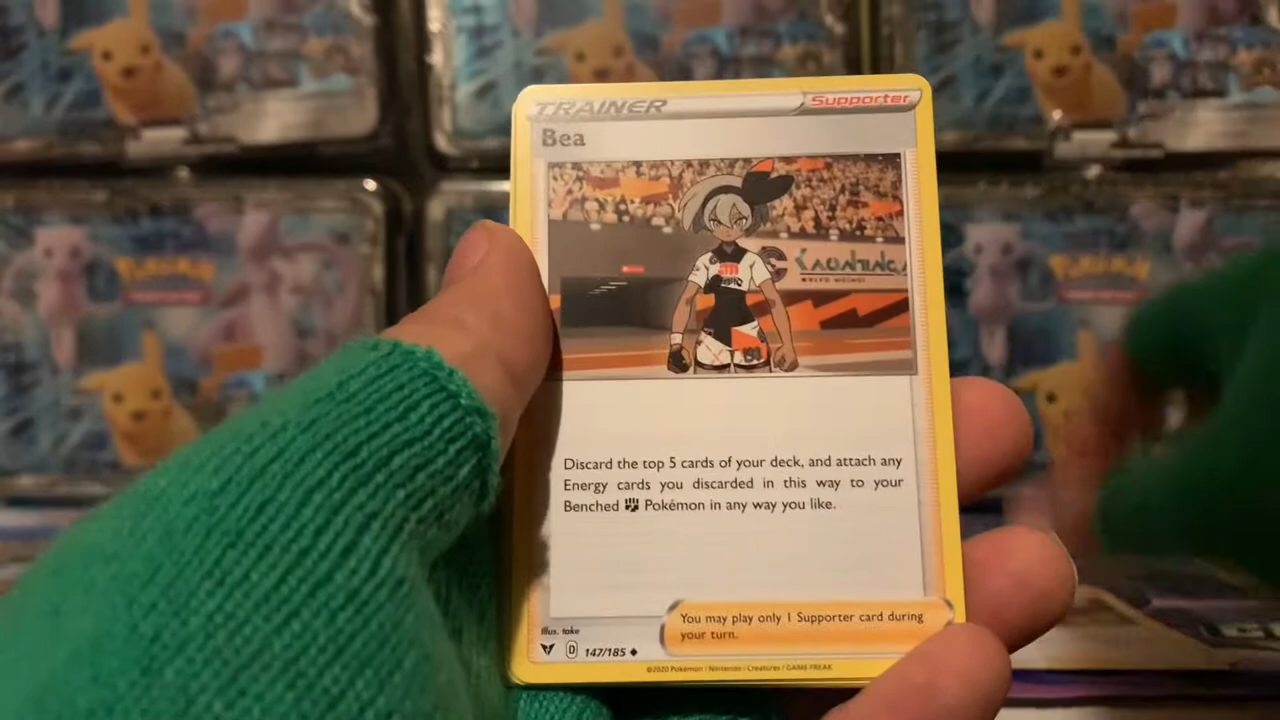 TRAINER
Supporter
Bea
Discard the top 5 cards of your deck, and attach any
Energy cards you discarded in this way to your
Benched Pokémon in any way you like.
You may play only 1 Supporter card during
your turn.
Illus. take
D 147/185
©2020 Pokémon / Nintendo / Creatures / GAME FREAK
POKÉMON
POKÉMON